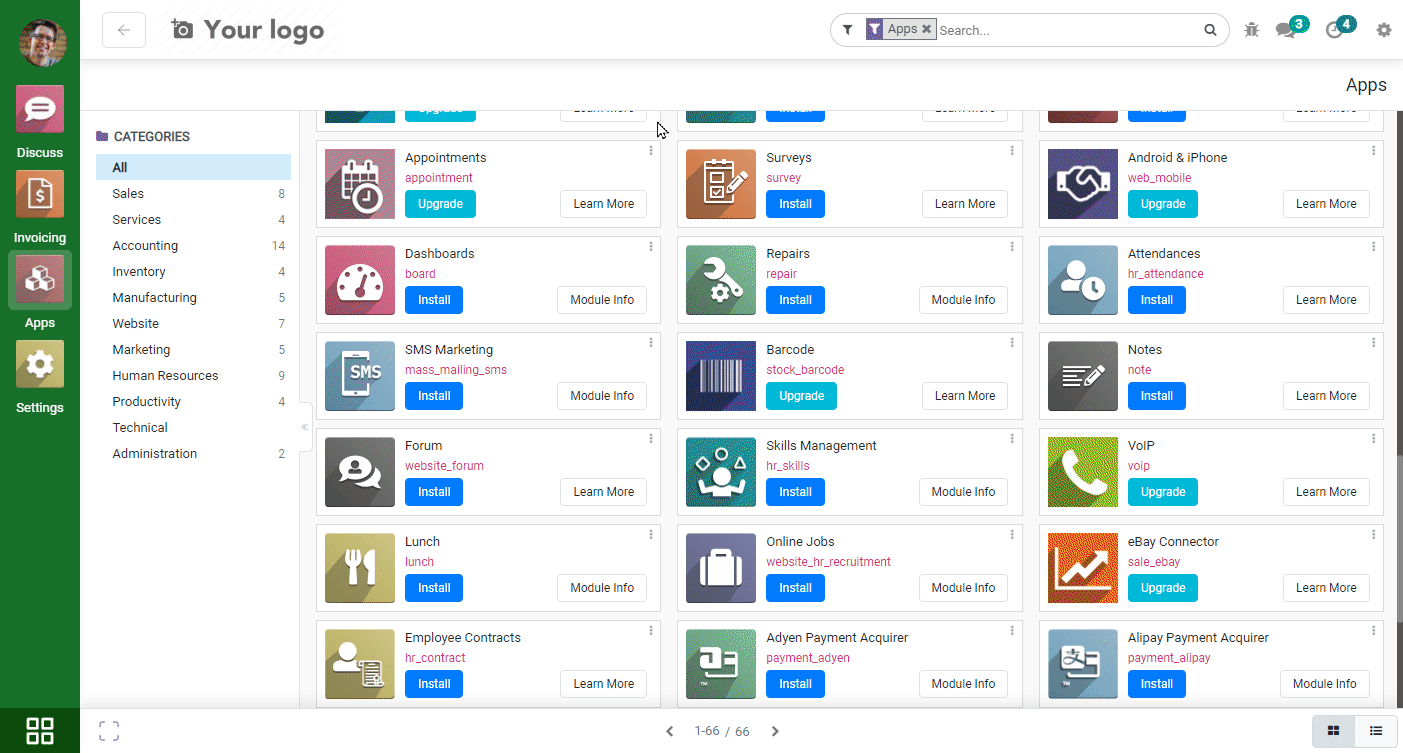 Your logo
Apps
Search...
3
4
Apps
Discuss
Invoicing
Apps
Settings
CATEGORIES
All
Sales 8
Services 4
Accounting 14
Inventory 4
Manufacturing 5
Website 7
Marketing 5
Human Resources 9
Productivity 4
Technical
Administration 2
Upgrade Learn More Install Learn More Install Learn More
Appointments
appointment
Upgrade Learn More
Surveys
survey
Install Learn More
Android & iPhone
web_mobile
Upgrade Learn More
Dashboards
board
Install Module Info
Repairs
repair
Install Module Info
Attendances
hr_attendance
Install Learn More
SMS
SMS Marketing
mass_mailing_sms
Install Module Info
Barcode
stock_barcode
Upgrade Learn More
Notes
note
Install Learn More
Forum
website_forum
Install Learn More
Skills Management
hr_skills
Install Module Info
VoIP
voip
Upgrade Learn More
Lunch
lunch
Install Module Info
Online Jobs
website_hr_recruitment
Install Module Info
eBay Connector
sale_ebay
Upgrade Learn More
Employee Contracts
hr_contract
Install Learn More
Adyen Payment Acquirer
payment_adyen
Install Module Info
Alipay Payment Acquirer
payment_alipay
Install Module Info
1-66 / 66